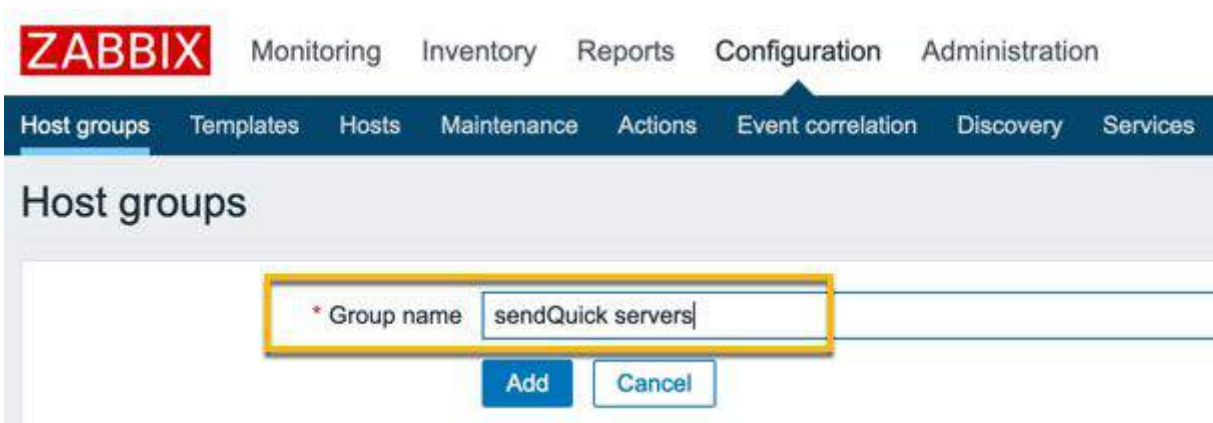 ZABBIX Monitoring Inventory Reports Configuration Administration
Host groups Templates Hosts Maintenance Actions Event correlation Discovery Services
Host groups
* Group name sendQuick servers
Add Cancel